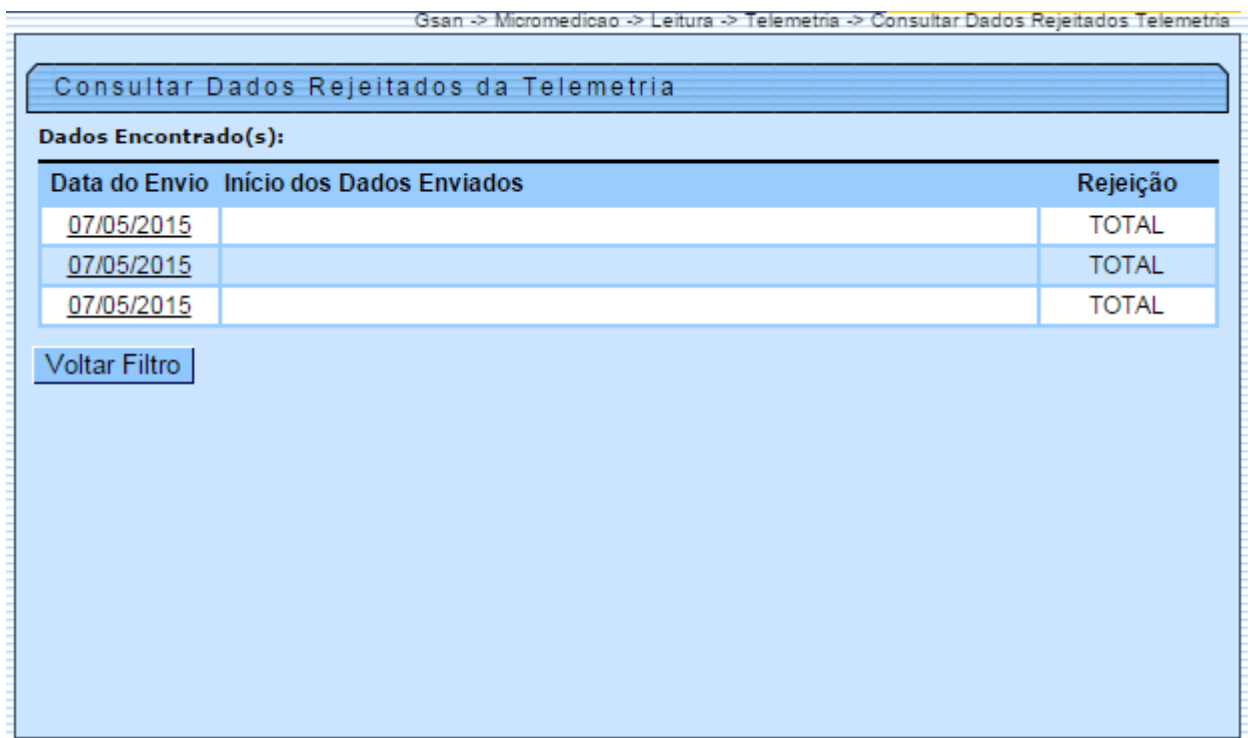 Gsan -> Micromedicao -> Leitura -> Telemetria -> Consultar Dados Rejeitados Telemetria
Consultar Dados Rejeitados da Telemetria
Dados Encontrado(s):
Data do Envio Início dos Dados Enviados Rejeição
07/05/2015 TOTAL
07/05/2015 TOTAL
07/05/2015 TOTAL
Voltar Filtro